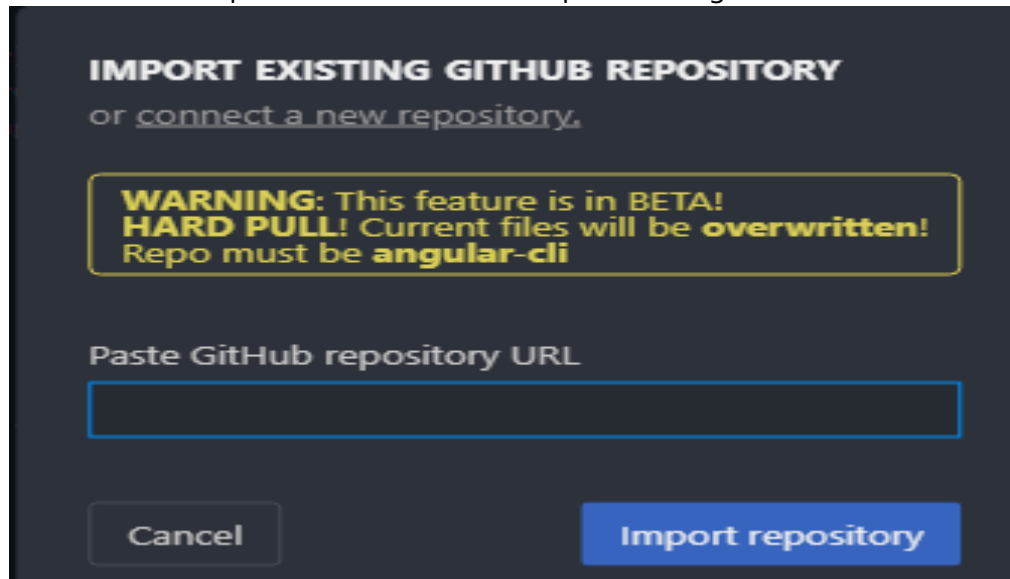 IMPORT EXISTING GITHUB REPOSITORY
or connect a new repository.
WARNING: This feature is in BETA!
HARD PULL! Current files will be overwritten!
Repo must be angular-cli
Paste GitHub repository URL
Cancel
Import repository